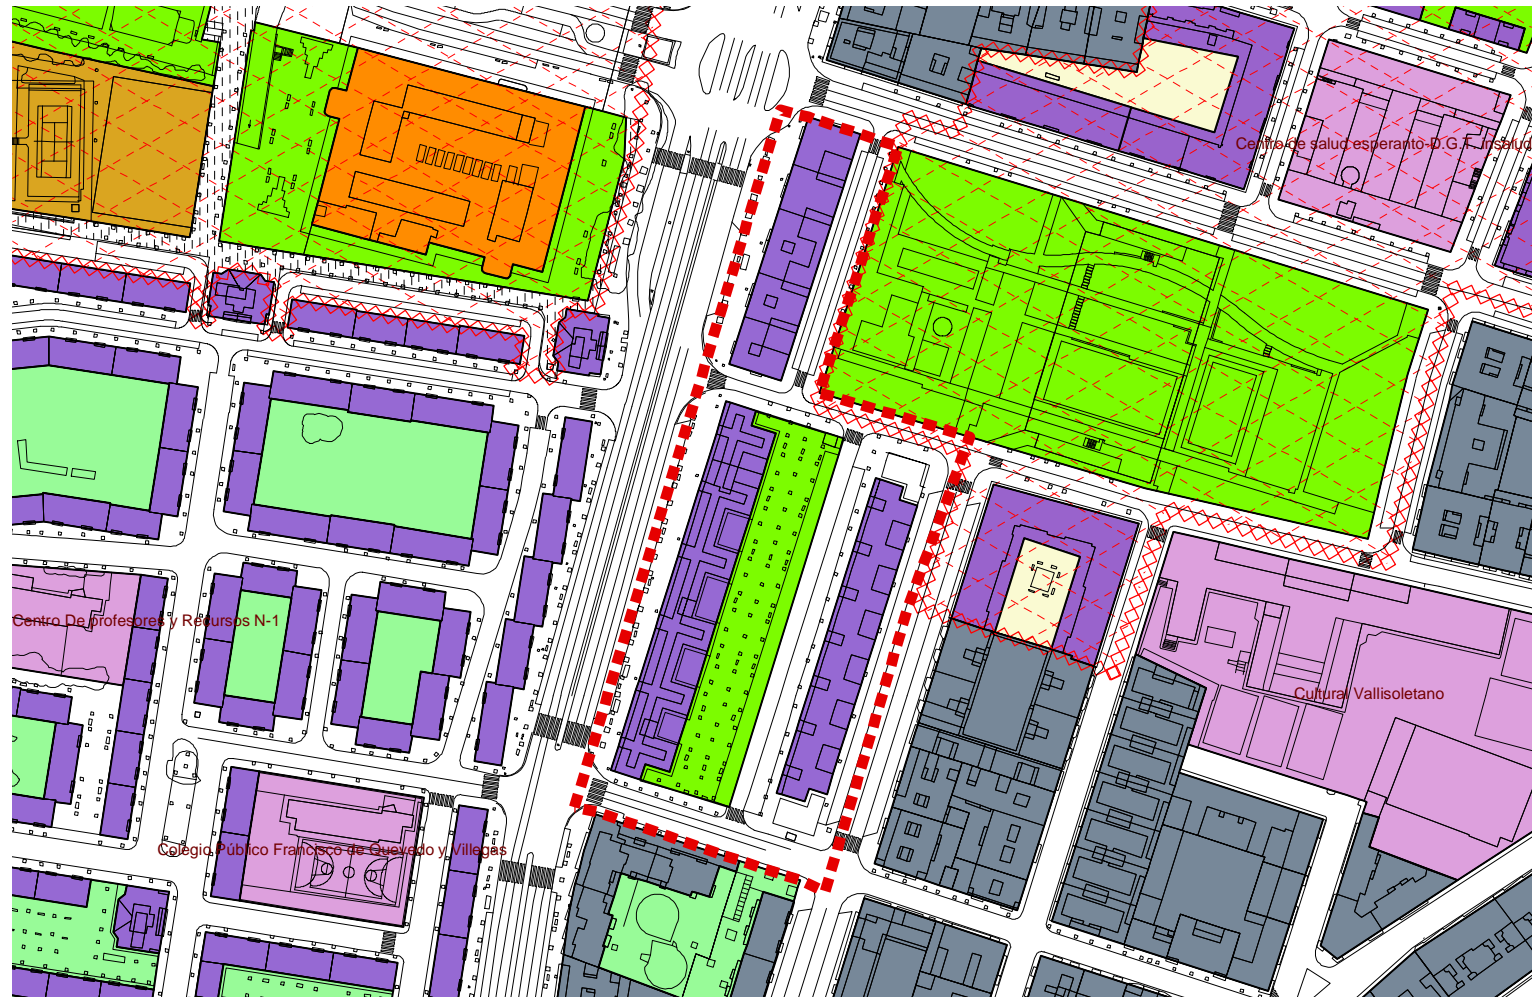 Centro de salud esperanto-D.G.T. Insalud
Centro De profesores y Recursos N-1
Cultural Vallisoletano
Colegio Público Francisco de Quevedo y Villegas